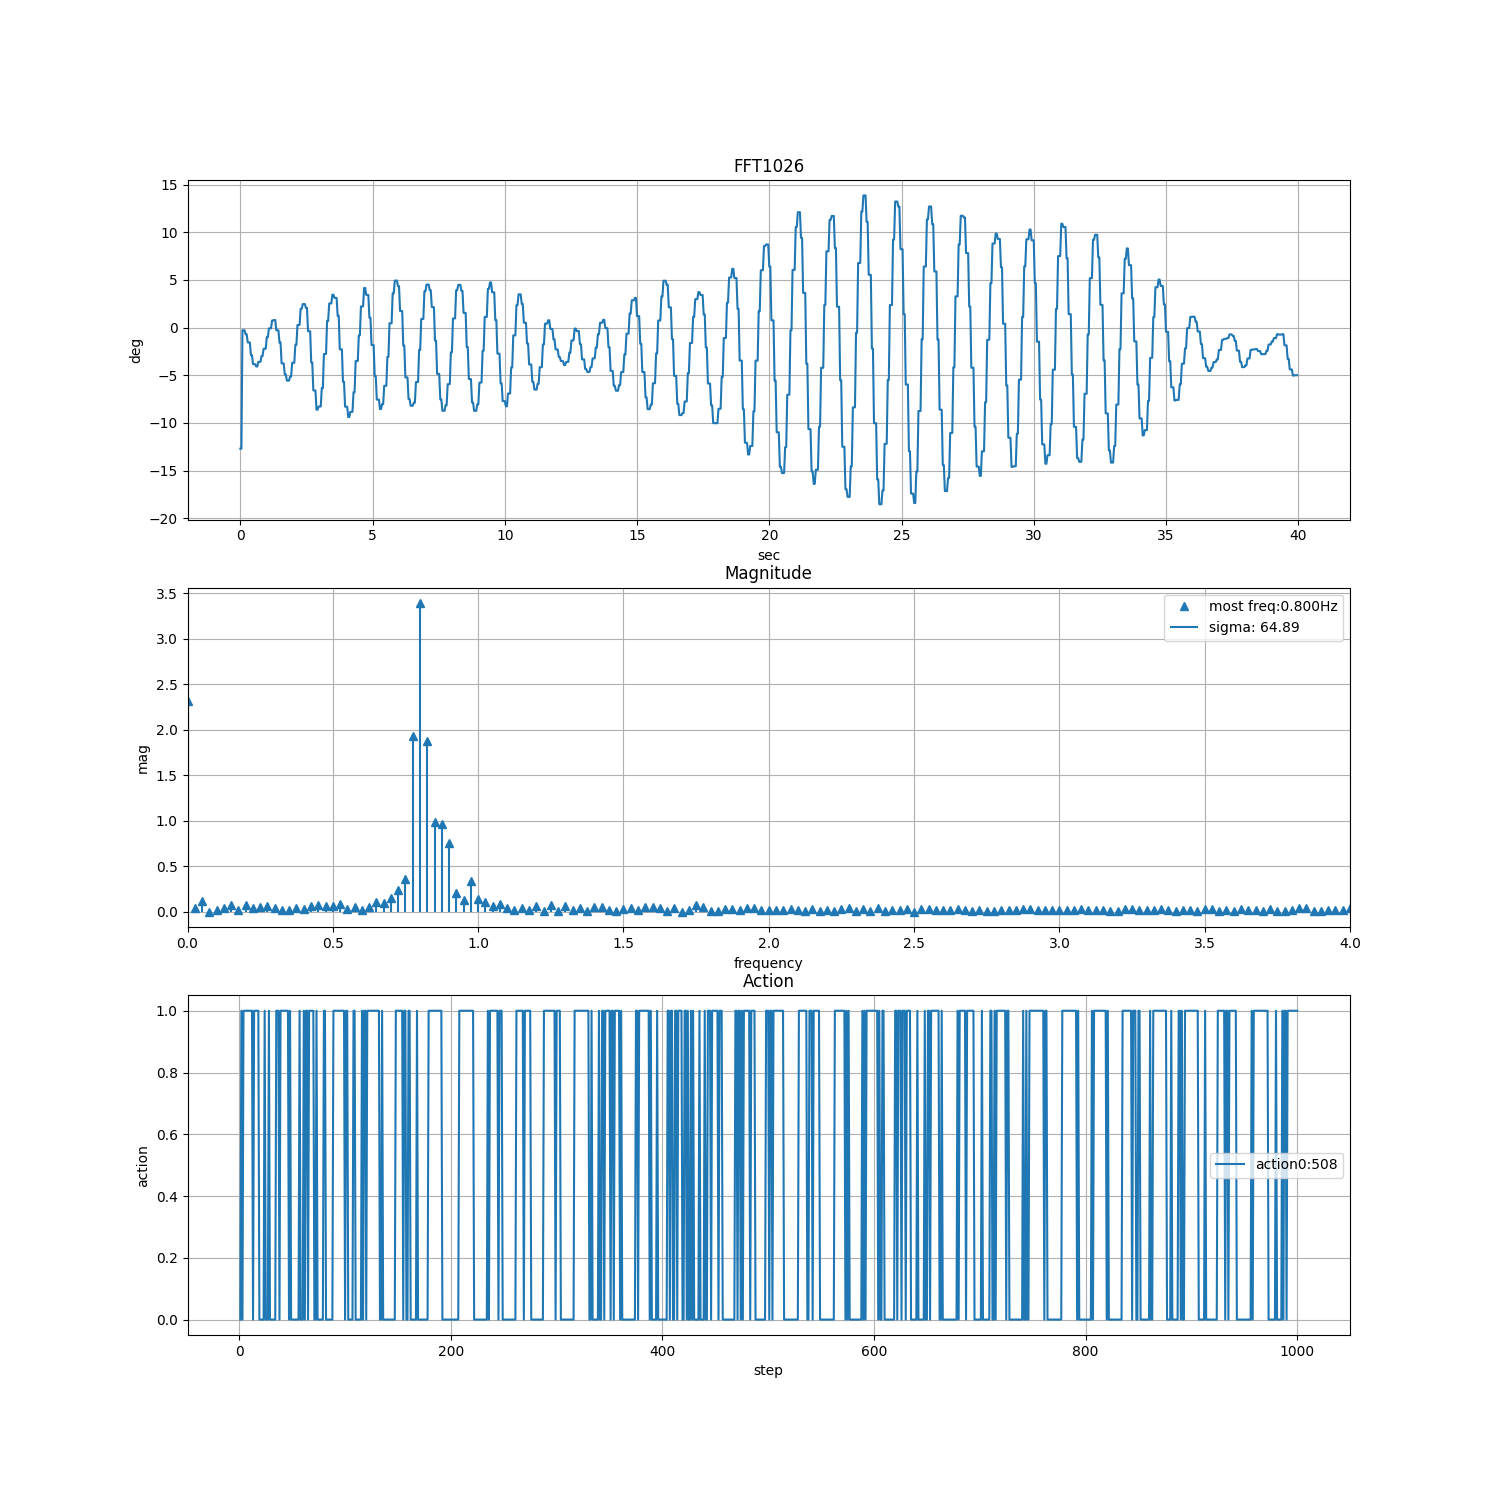 FFT1026
15
10
5
0
−5
−10
−15
−20
deg
0 5 10 15 20 25 30 35 40
sec
Magnitude
3.5
3.0
2.5
2.0
1.5
1.0
0.5
0.0
mag
most freq:0.800Hz
sigma: 64.89
0.0 0.5 1.0 1.5 2.0 2.5 3.0 3.5 4.0
frequency
Action
1.0
0.8
0.6
0.4
0.2
0.0
action
action0:508
0 200 400 600 800 1000
step